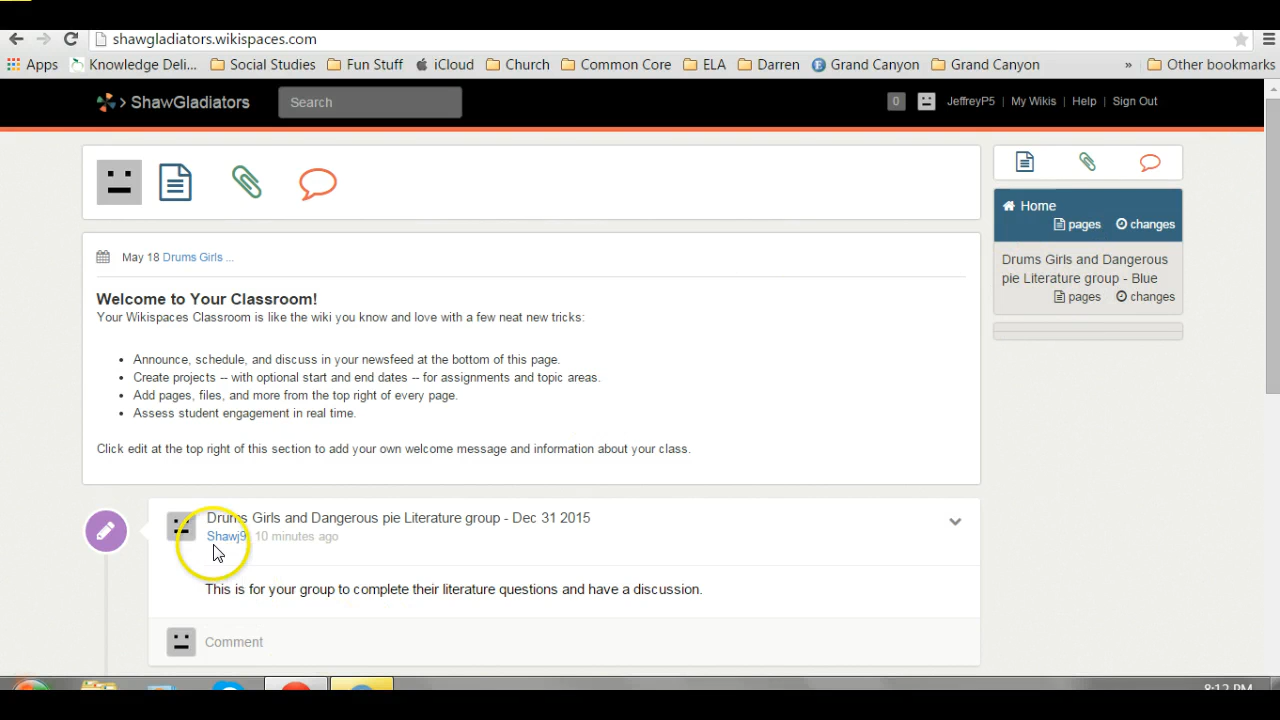 shawgladiators.wikispaces.com
Apps Knowledge Deli... Social Studies Fun Stuff iCloud Church Common Core ELA Darren Grand Canyon Grand Canyon » Other bookmarks
> ShawGladiators Search 0 JeffreyP5 | My Wikis | Help | Sign Out
Home
pages changes
Drums Girls and Dangerous
pie Literature group - Blue
pages changes
May 18 Drums Girls ...
Welcome to Your Classroom!
Your Wikispaces Classroom is like the wiki you know and love with a few neat new tricks:
• Announce, schedule, and discuss in your newsfeed at the bottom of this page.
• Create projects -- with optional start and end dates -- for assignments and topic areas.
• Add pages, files, and more from the top right of every page.
• Assess student engagement in real time.
Click edit at the top right of this section to add your own welcome message and information about your class.
Drums Girls and Dangerous pie Literature group - Dec 31 2015
Shawj9 10 minutes ago
This is for your group to complete their literature questions and have a discussion.
Comment
8:12 PM